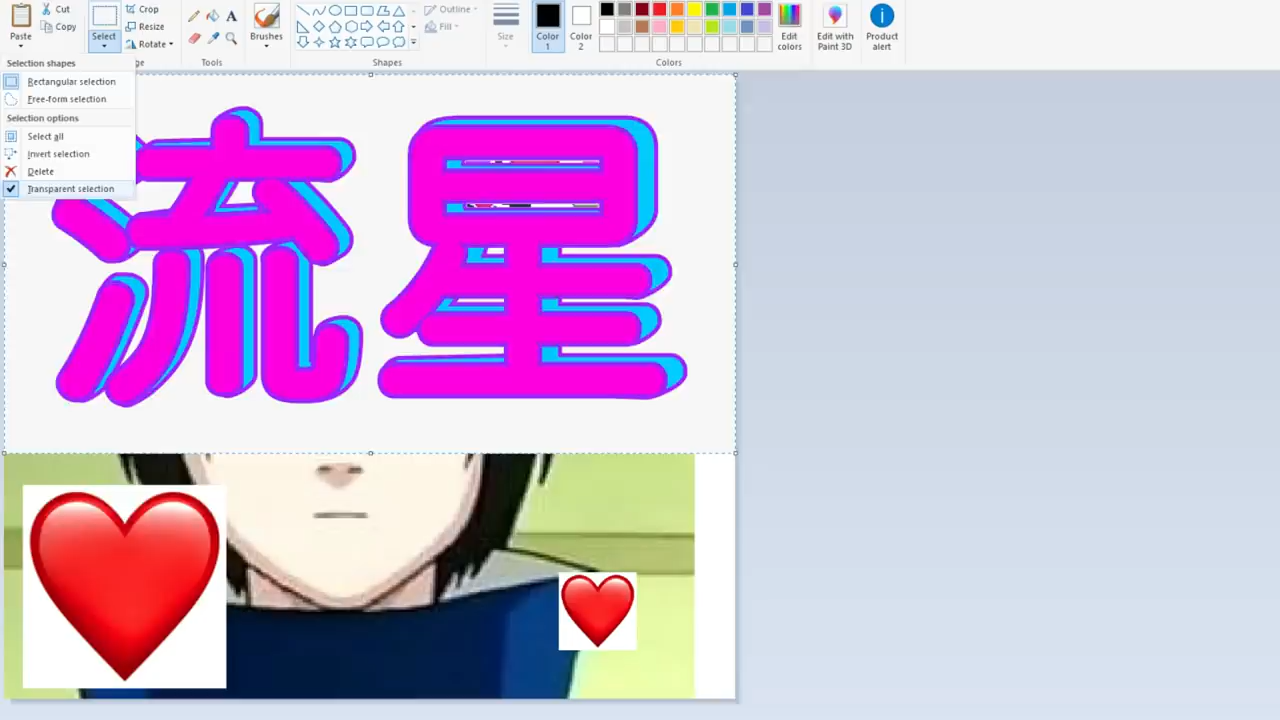 Paste
Cut
Copy
Select
Crop
Resize
Rotate
ge
Tools
Brushes
Shapes
Outline
Fill
Size
Color 1
Color 2
Edit colors
Colors
Edit with Paint 3D
Product alert
Selection shapes
Rectangular selection
Free-form selection
Selection options
Select all
Invert selection
Delete
Transparent selection
流星